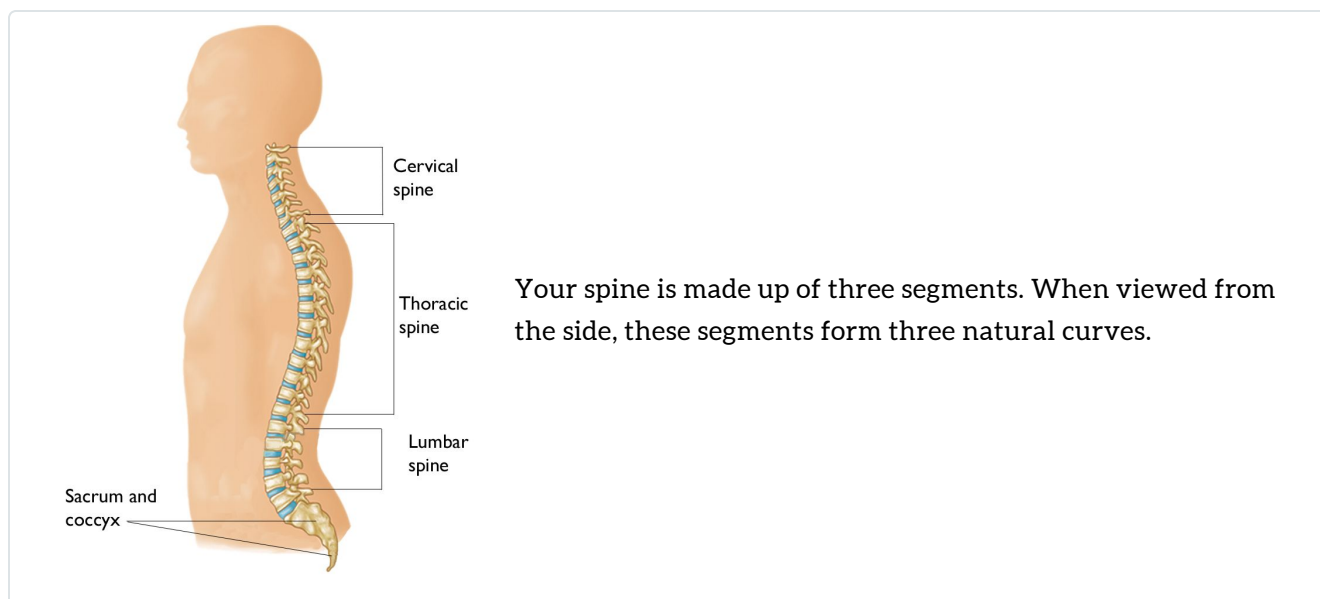 Cervical
spine
Thoracic
spine
Lumbar
spine
Sacrum and
coccyx
Your spine is made up of three segments. When viewed from
the side, these segments form three natural curves.